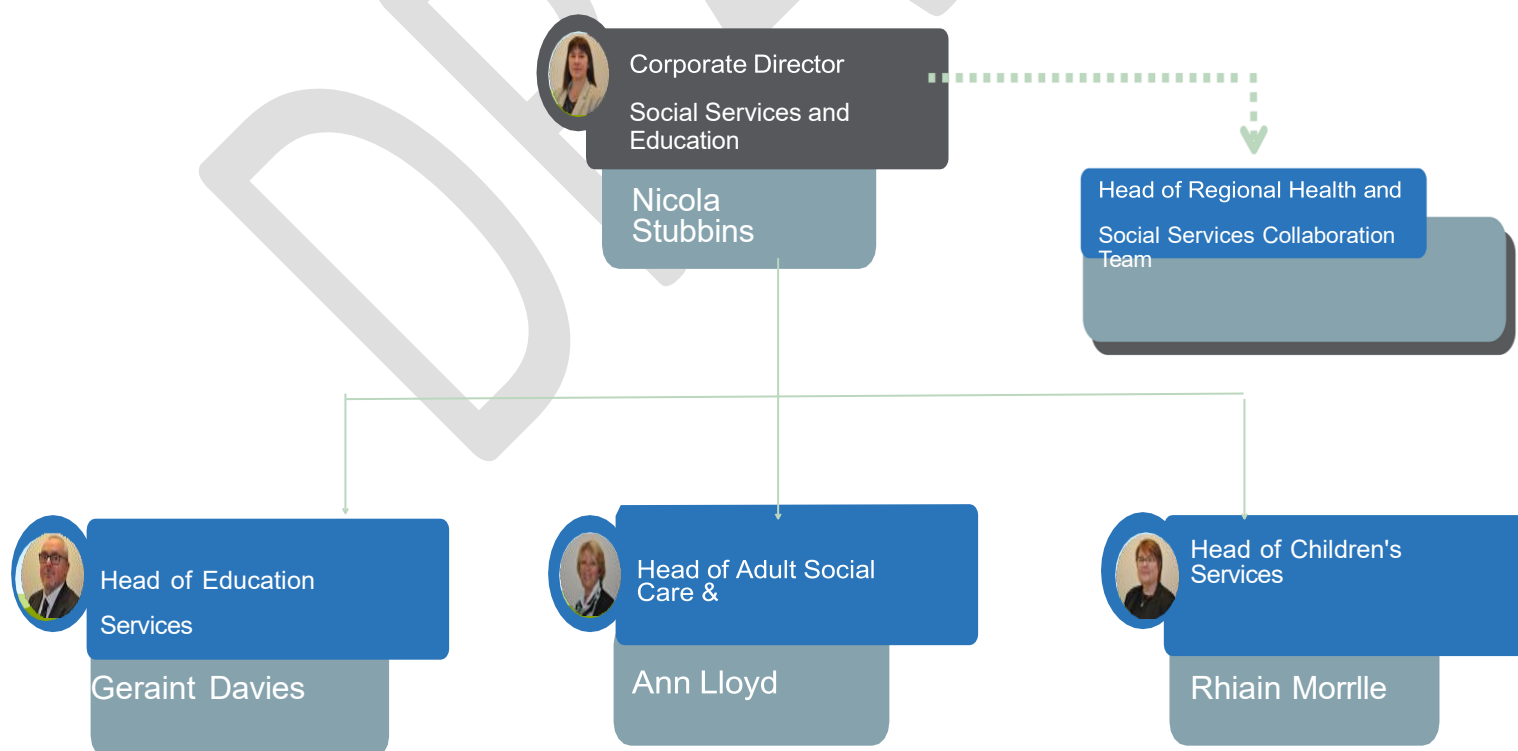 Corporate Director
Social Services and
Education
Nicola
Stubbins
Head of Regional Health and
Social Services Collaboration
Team
Head of Education
Services
Geraint Davies
Head of Adult Social
Care &
Ann Lloyd
Head of Children's
Services
Rhiain Morrlle